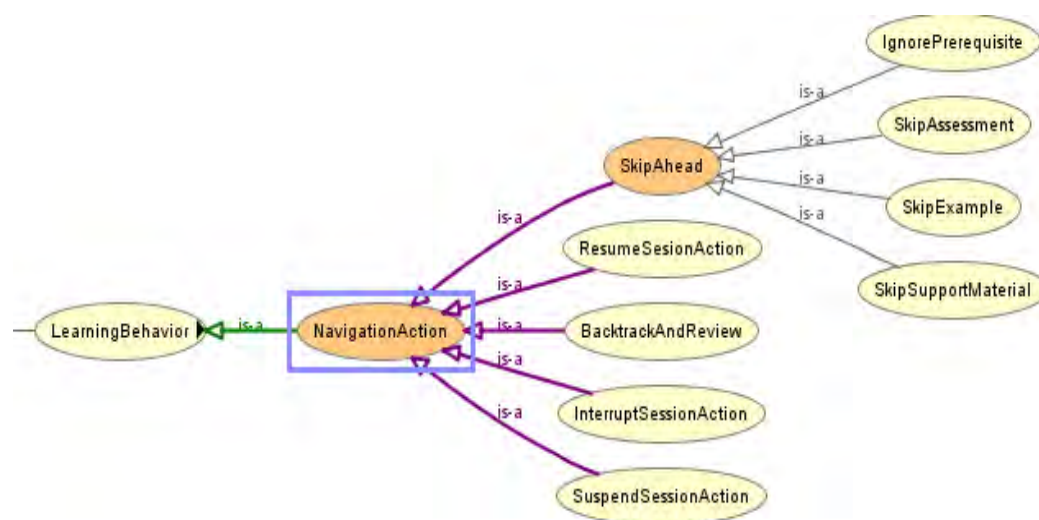 IgnorePrerequisite
is-a
SkipAssessment
is-a
SkipAhead
is-a
SkipExample
is-a
is-a
ResumeSesionAction
SkipSupportMaterial
is-a
LearningBehavior
is-a
NavigationAction
is-a
BacktrackAndReview
is-a
InterruptSessionAction
is-a
SuspendSessionAction